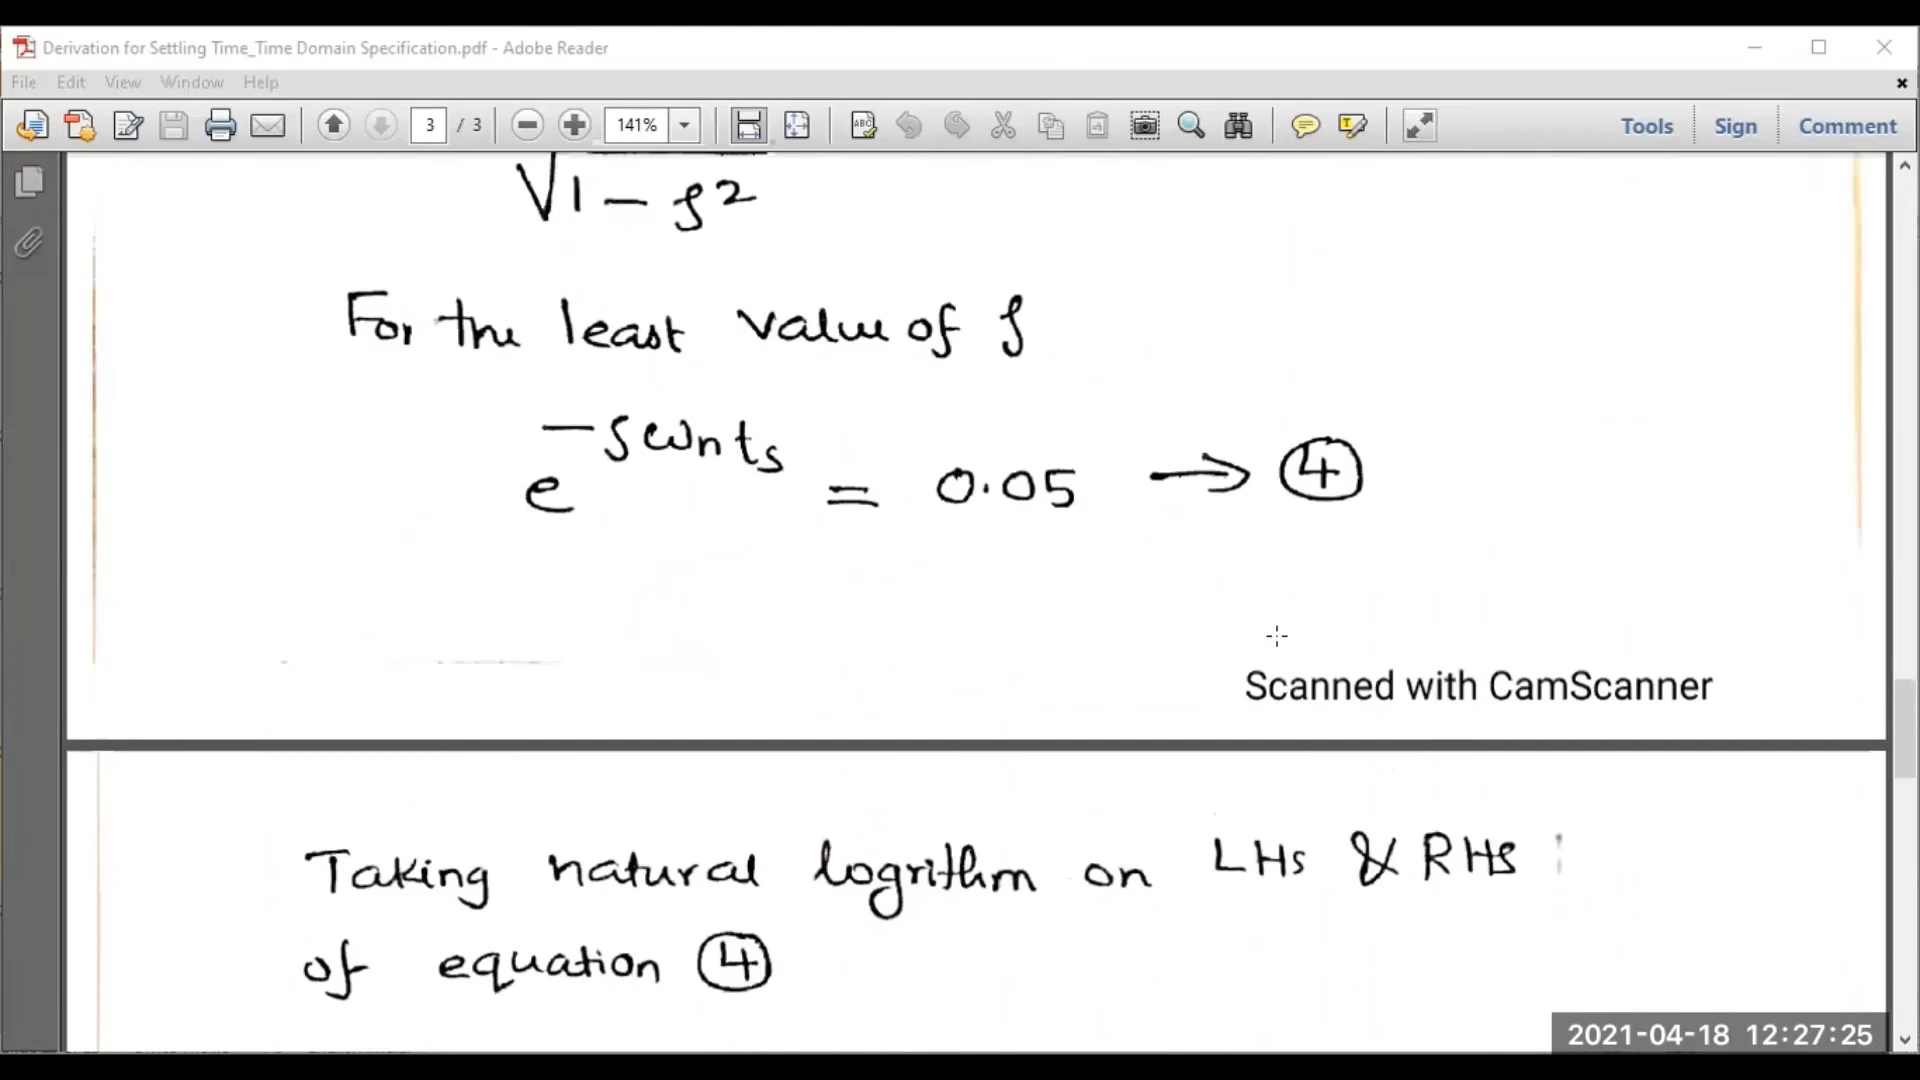 Derivation for Settling Time_Time Domain Specification.pdf - Adobe Reader
File Edit View Window Help
3 / 3 141% Tools Sign Comment
√1 - ζ²
For the least value of ζ
e^-ζωnts = 0.05 → ④
Scanned with CamScanner
Taking natural logrithm on LHS & RHS
of equation ④
2021-04-18 12:27:25